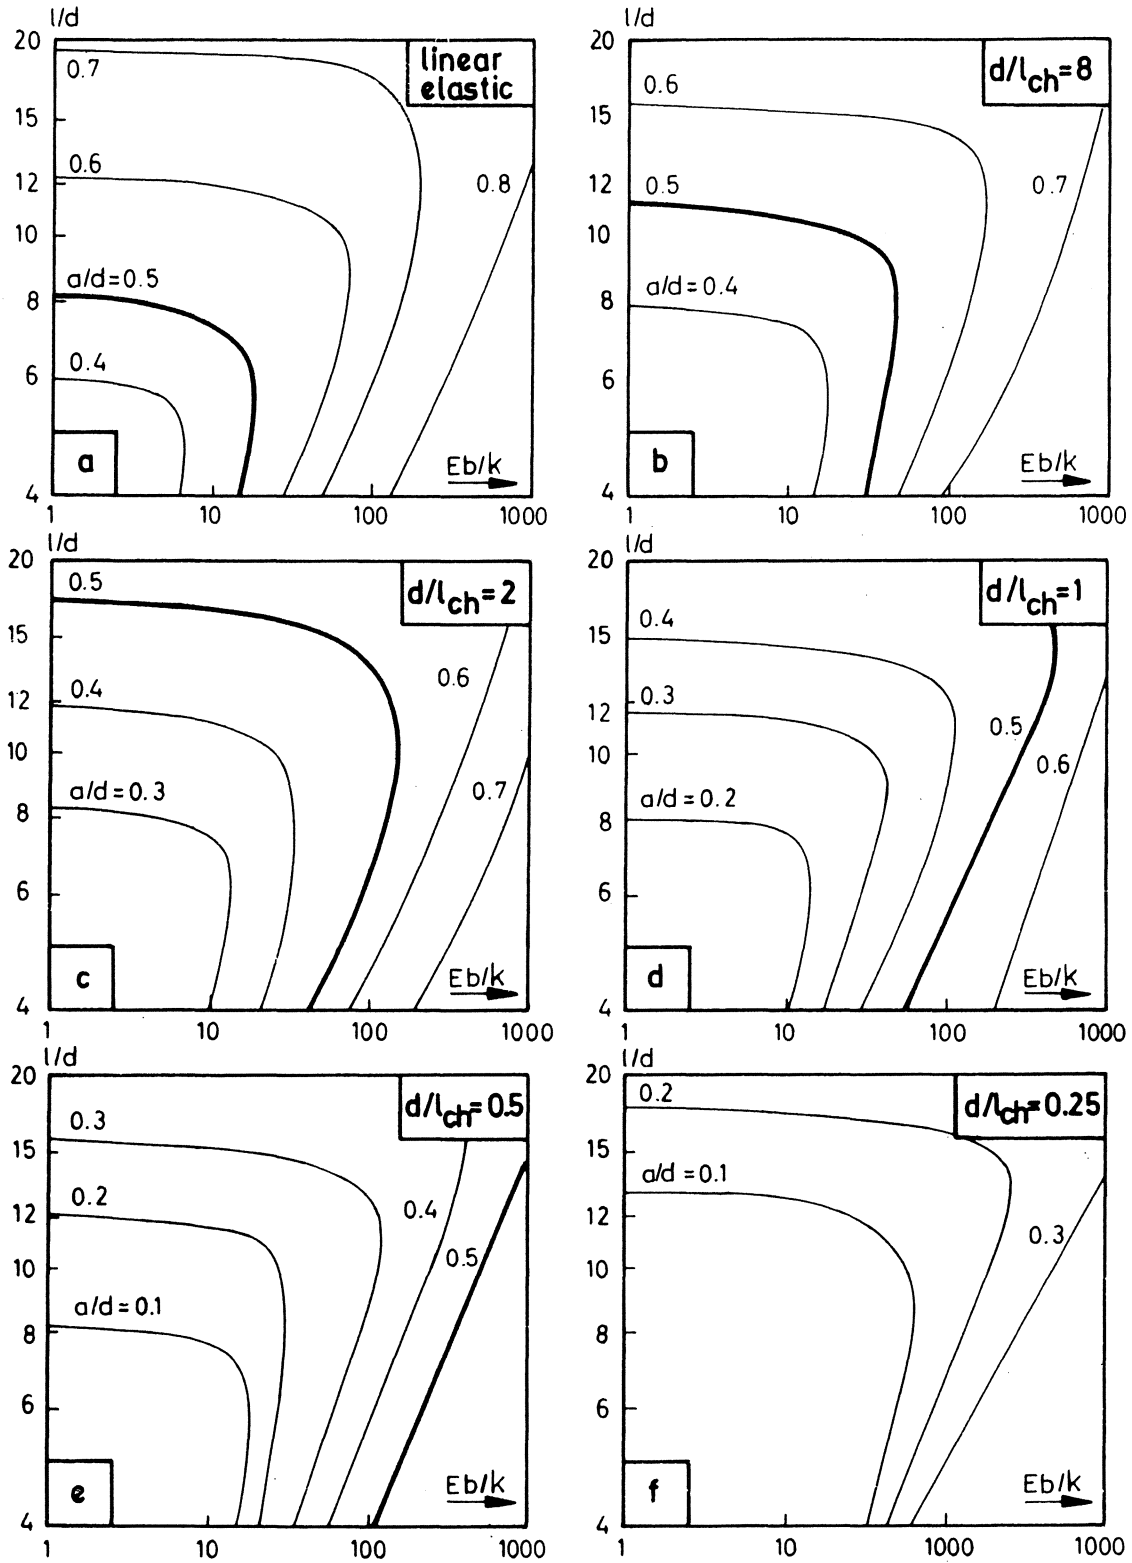 l/d
20
15
12
10
8
6
4
0.7
0.6
a/d=0.5
0.4
0.8
linear
elastic
a
Eb/k
1
10
100
1000
l/d
20
15
12
10
8
6
4
0.6
0.5
a/d=0.4
0.7
d/lch=8
b
Eb/k
1
10
100
1000
l/d
20
15
12
10
8
6
4
0.5
0.4
a/d=0.3
0.6
0.7
d/lch=2
c
Eb/k
1
10
100
1000
l/d
20
15
12
10
8
6
4
0.4
0.3
a/d=0.2
0.5
0.6
d/lch=1
d
Eb/k
1
10
100
1000
l/d
20
15
12
10
8
6
4
0.3
0.2
a/d=0.1
0.4
0.5
d/lch=0.5
e
Eb/k
1
10
100
1000
l/d
20
15
12
10
8
6
4
0.2
a/d=0.1
0.3
d/lch=0.25
f
Eb/k
1
10
1000
1000